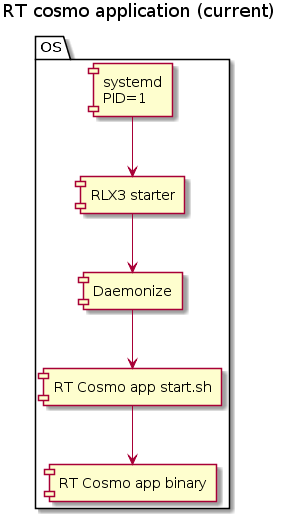 RT cosmo application (current)
OS
systemd
PID=1
RLX3 starter
Daemonize
RT Cosmo app start.sh
RT Cosmo app binary